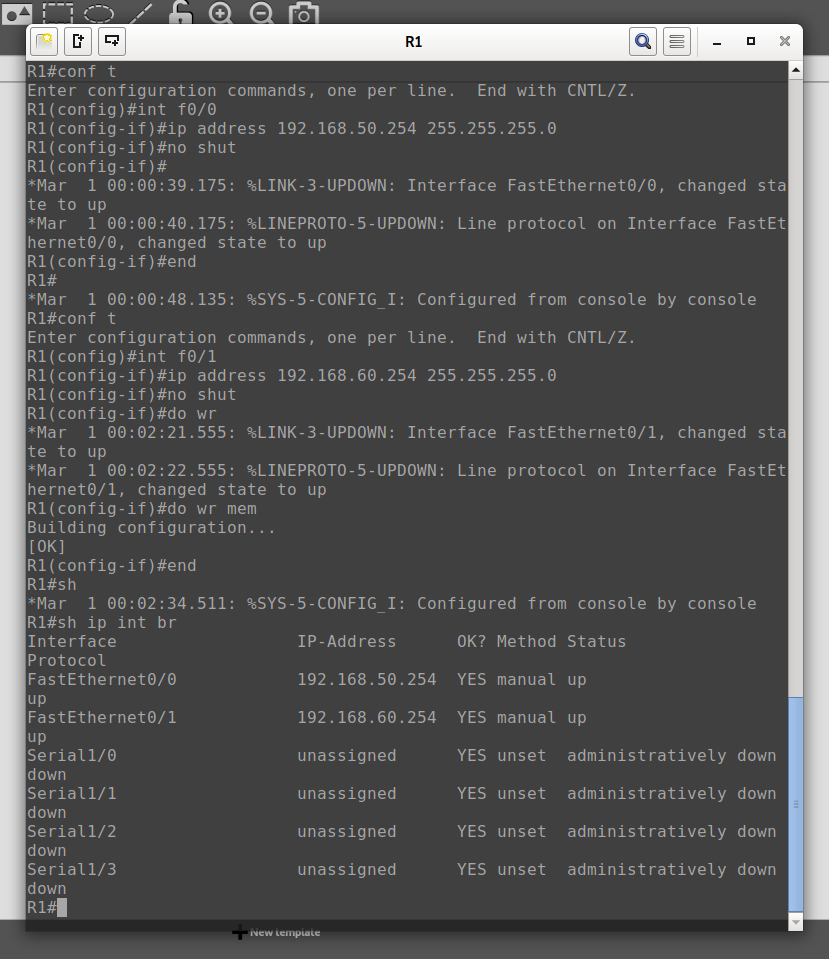 R1
R1#conf t
Enter configuration commands, one per line.  End with CNTL/Z.
R1(config)#int f0/0
R1(config-if)#ip address 192.168.50.254 255.255.255.0
R1(config-if)#no shut
R1(config-if)#
*Mar  1 00:00:39.175: %LINK-3-UPDOWN: Interface FastEthernet0/0, changed sta
te to up
*Mar  1 00:00:40.175: %LINEPROTO-5-UPDOWN: Line protocol on Interface FastEt
hernet0/0, changed state to up
R1(config-if)#end
R1#
*Mar  1 00:00:48.135: %SYS-5-CONFIG_I: Configured from console by console
R1#conf t
Enter configuration commands, one per line.  End with CNTL/Z.
R1(config)#int f0/1
R1(config-if)#ip address 192.168.60.254 255.255.255.0
R1(config-if)#no shut
R1(config-if)#do wr
*Mar  1 00:02:21.555: %LINK-3-UPDOWN: Interface FastEthernet0/1, changed sta
te to up
*Mar  1 00:02:22.555: %LINEPROTO-5-UPDOWN: Line protocol on Interface FastEt
hernet0/1, changed state to up
R1(config-if)#do wr mem
Building configuration...
[OK]
R1(config-if)#end
R1#sh
*Mar  1 00:02:34.511: %SYS-5-CONFIG_I: Configured from console by console
R1#sh ip int br
Interface                  IP-Address      OK? Method Status
Protocol
FastEthernet0/0            192.168.50.254  YES manual up
up
FastEthernet0/1            192.168.60.254  YES manual up
up
Serial1/0                  unassigned      YES unset  administratively down
down
Serial1/1                  unassigned      YES unset  administratively down
down
Serial1/2                  unassigned      YES unset  administratively down
down
Serial1/3                  unassigned      YES unset  administratively down
down
R1#
New template